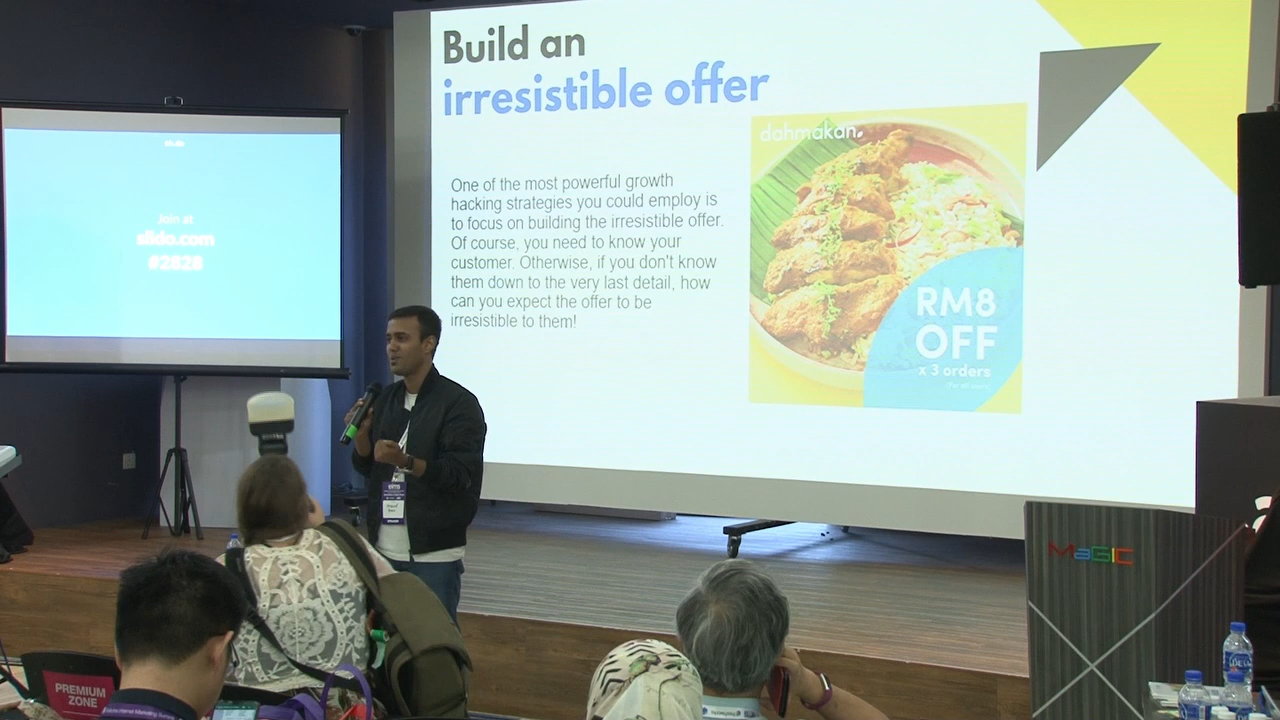 Build an
irresistible offer
One of the most powerful growth
hacking strategies you could employ is
to focus on building the irresistible offer.
Of course, you need to know your
customer. Otherwise, if you don't know
them down to the very last detail, how
can you expect the offer to be
irresistible to them!
dahmakan.
RM8
OFF
x 3 orders
Join at
slido.com
#2828
MaGIC
PREMIUM
ZONE